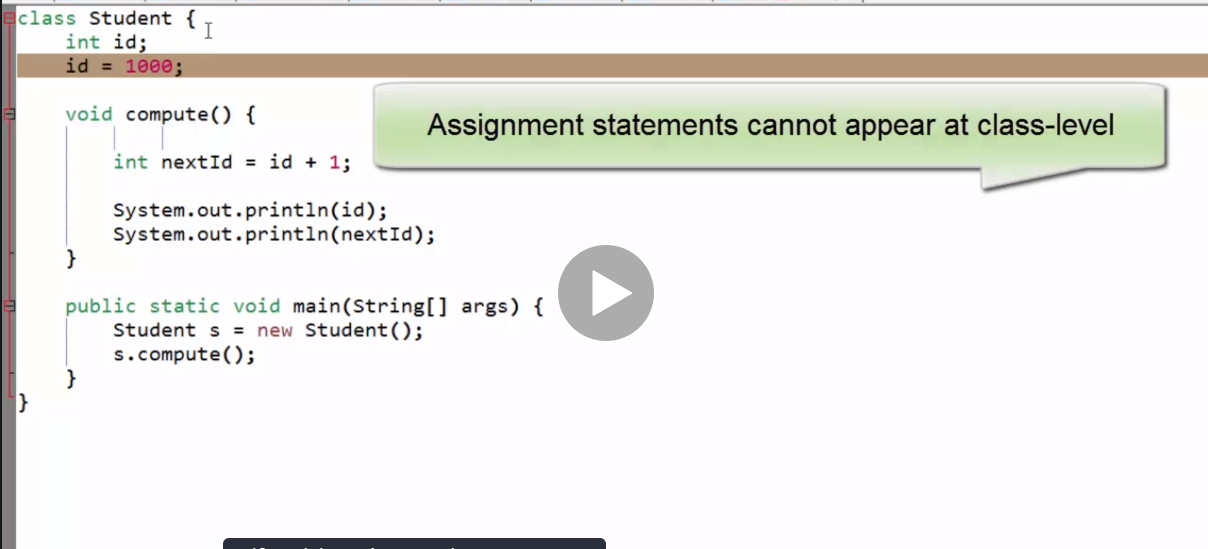 class Student {
    int id;
    id = 1000;
    void compute() {
Assignment statements cannot appear at class-level
        int nextId = id + 1;
        System.out.println(id);
        System.out.println(nextId);
    }
    public static void main(String[] args) {
        Student s = new Student();
        s.compute();
    }
}